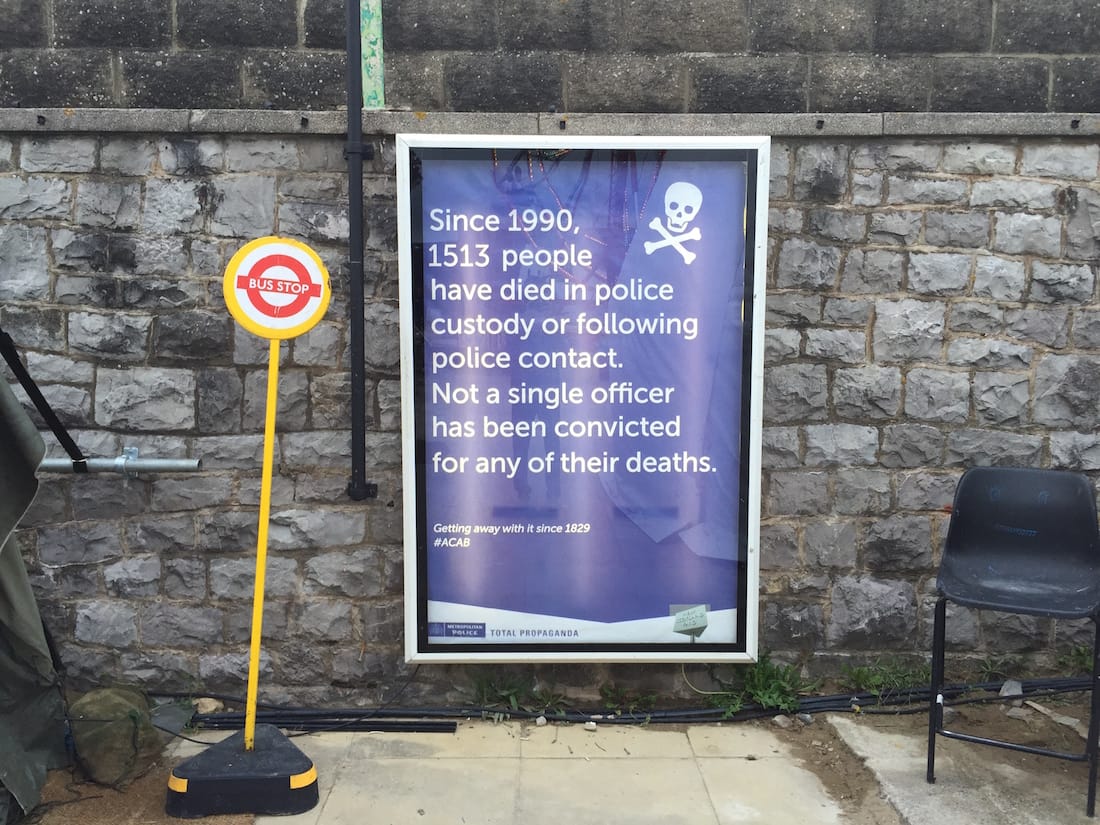 BUS STOP
Since 1990,
1513 people
have died in police
custody or following
police contact.
Not a single officer
has been convicted
for any of their deaths.
Getting away with it since 1829
#ACAB
METROPOLITAN
POLICE
TOTAL PROPAGANDA